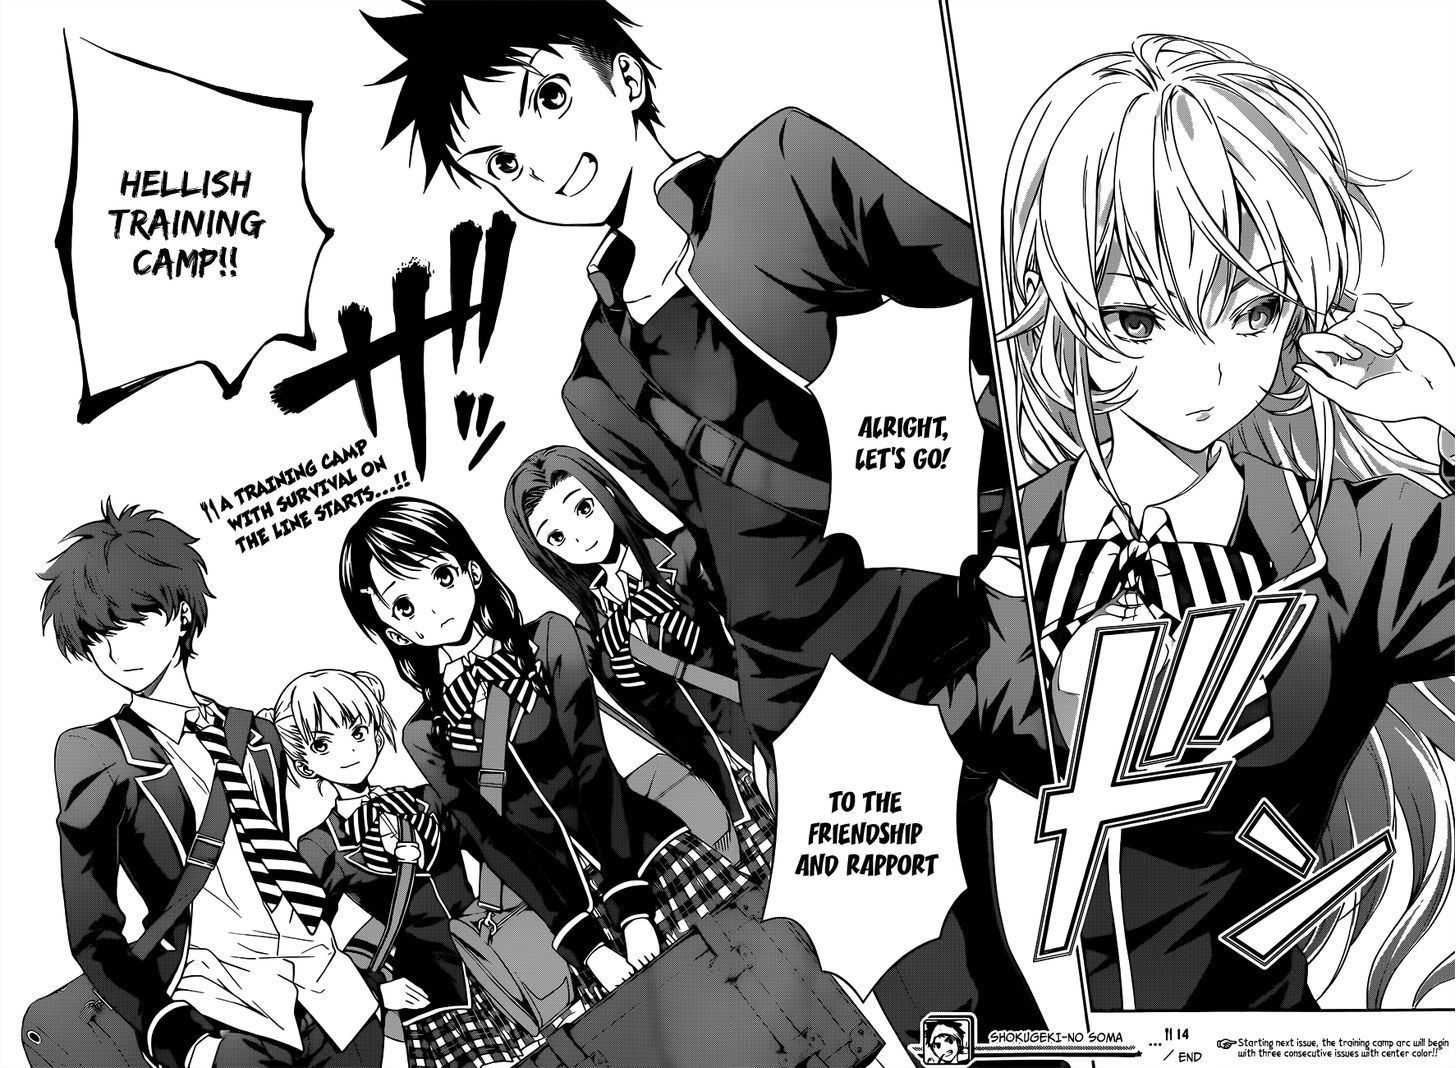 ALRIGHT,
LET'S GO!
TO THE
FRIENDSHIP
AND RAPPORT
HELLISH
TRAINING
CAMP!!
ザッ
ドン
A TRAINING CAMP
WITH SURVIVAL ON
THE LINE STARTS...!!
SHOKUGEKI-NO SOMA
... 14
/ END
Starting next issue, the training camp arc will begin
with three consecutive issues with center color!!